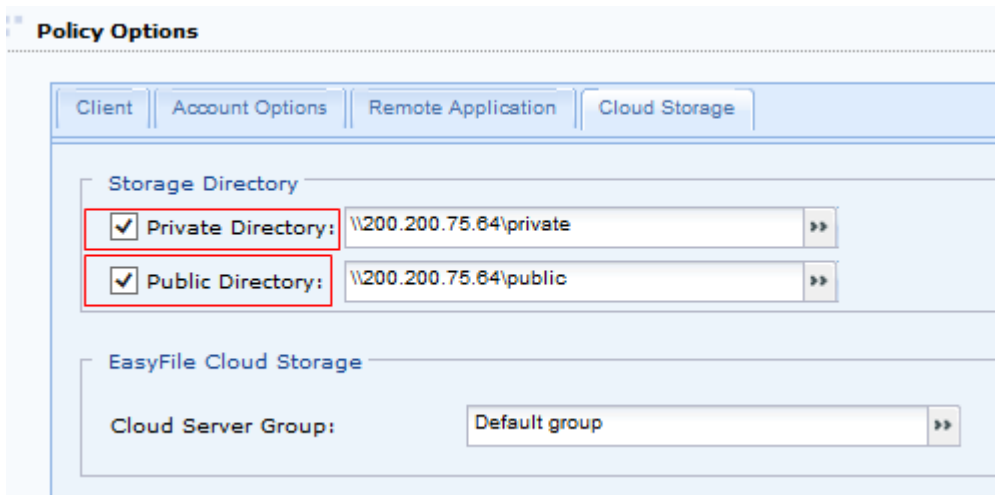 Policy Options
Client Account Options Remote Application Cloud Storage
Storage Directory
Private Directory: \\200.200.75.64\private
Public Directory: \\200.200.75.64\public
EasyFile Cloud Storage
Cloud Server Group: Default group